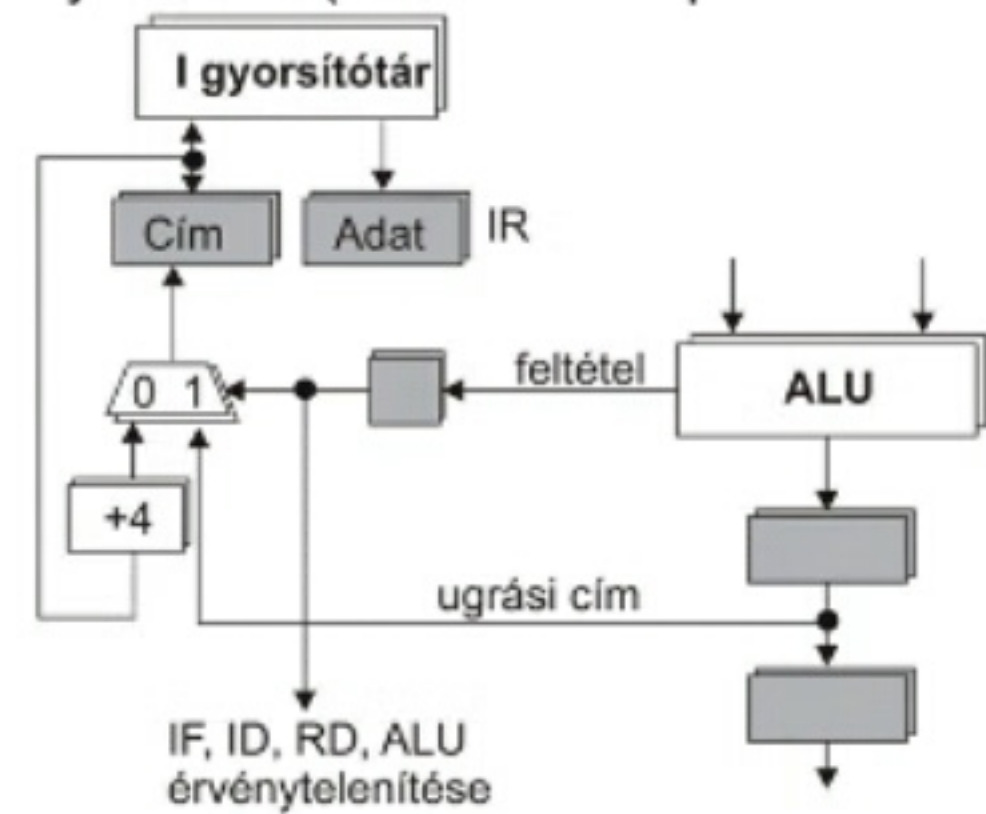 I gyorsítótár
Cím
Adat
IR
feltétel
ALU
0 1
+4
ugrási cím
IF, ID, RD, ALU
érvénytelenítése